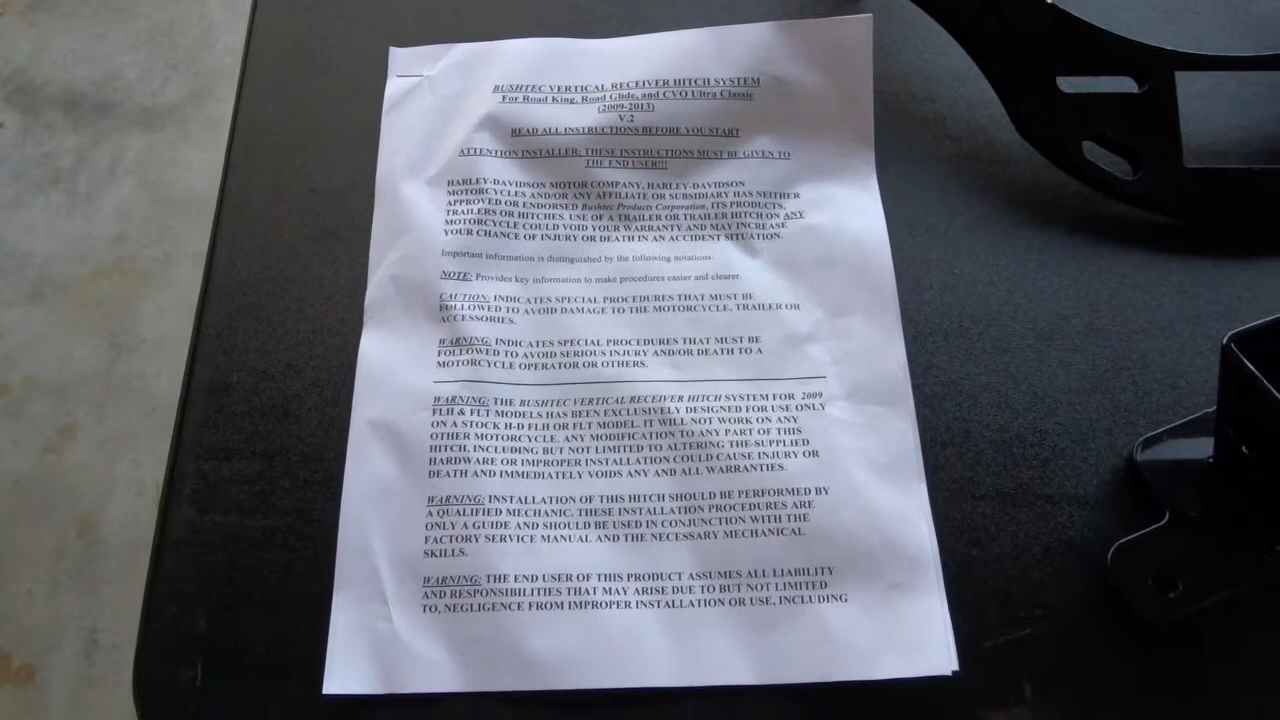 BUSHTEC VERTICAL RECEIVER HITCH SYSTEM
For Road King, Road Glide, and CVO Ultra Classic
(2009-2013)
V.2
READ ALL INSTRUCTIONS BEFORE YOU START
ATTENTION INSTALLER: THESE INSTRUCTIONS MUST BE GIVEN TO
THE END USER!!!
HARLEY-DAVIDSON MOTOR COMPANY, HARLEY-DAVIDSON
MOTORCYCLES AND/OR ANY AFFILIATE OR SUBSIDIARY HAS NEITHER
APPROVED OR ENDORSED Bushtec Products Corporation, ITS PRODUCTS,
TRAILERS OR HITCHES. USE OF A TRAILER OR TRAILER HITCH ON ANY
MOTORCYCLE COULD VOID YOUR WARRANTY AND MAY INCREASE
YOUR CHANCE OF INJURY OR DEATH IN AN ACCIDENT SITUATION.
Important information is distinguished by the following notations.
NOTE: Provides key information to make procedures easier and clearer.
CAUTION: INDICATES SPECIAL PROCEDURES THAT MUST BE
FOLLOWED TO AVOID DAMAGE TO THE MOTORCYCLE, TRAILER OR
ACCESSORIES.
WARNING: INDICATES SPECIAL PROCEDURES THAT MUST BE
FOLLOWED TO AVOID SERIOUS INJURY AND/OR DEATH TO A
MOTORCYCLE OPERATOR OR OTHERS.
WARNING: THE BUSHTEC VERTICAL RECEIVER HITCH SYSTEM FOR 2009
FLH & FLT MODELS HAS BEEN EXCLUSIVELY DESIGNED FOR USE ONLY
ON A STOCK H-D FLH OR FLT MODEL. IT WILL NOT WORK ON ANY
OTHER MOTORCYCLE. ANY MODIFICATION TO ANY PART OF THIS
HITCH, INCLUDING BUT NOT LIMITED TO ALTERING THE SUPPLIED
HARDWARE OR IMPROPER INSTALLATION COULD CAUSE INJURY OR
DEATH AND IMMEDIATELY VOIDS ANY AND ALL WARRANTIES.
WARNING: INSTALLATION OF THIS HITCH SHOULD BE PERFORMED BY
A QUALIFIED MECHANIC. THESE INSTALLATION PROCEDURES ARE
ONLY A GUIDE AND SHOULD BE USED IN CONJUNCTION WITH THE
FACTORY SERVICE MANUAL AND THE NECESSARY MECHANICAL
SKILLS.
WARNING: THE END USER OF THIS PRODUCT ASSUMES ALL LIABILITY
AND RESPONSIBILITIES THAT MAY ARISE DUE TO BUT NOT LIMITED
TO, NEGLIGENCE FROM IMPROPER INSTALLATION OR USE, INCLUDING